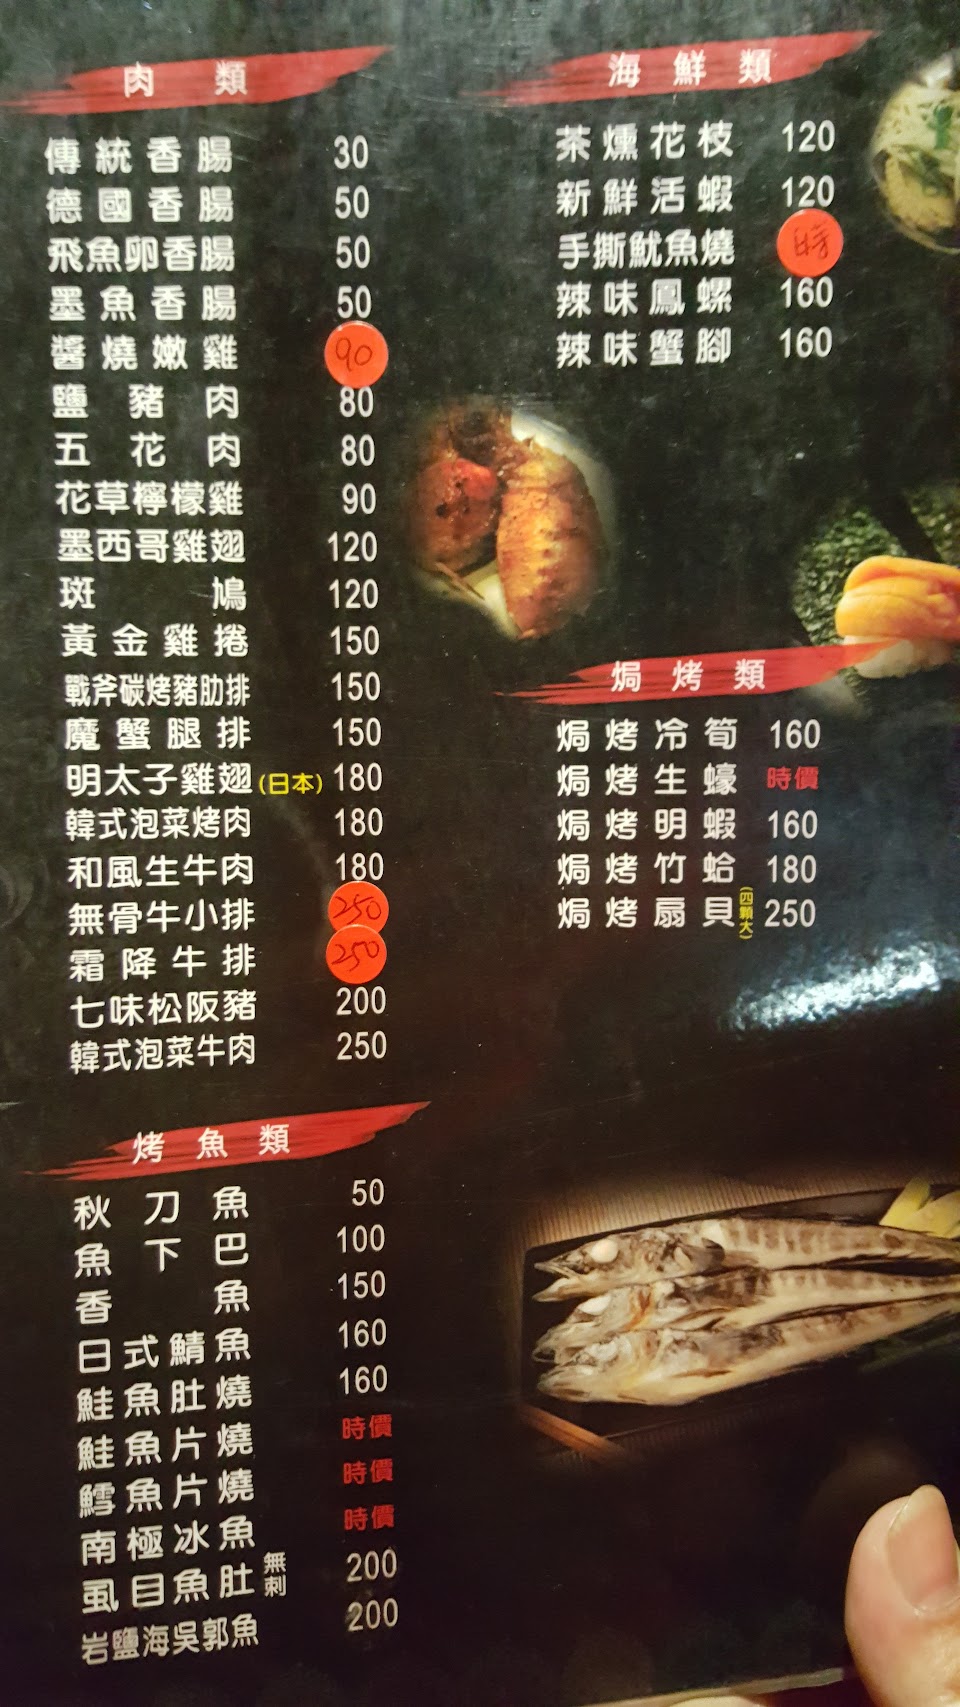 肉類
傳統香腸 30
德國香腸 50
飛魚卵香腸 50
墨魚香腸 50
醬燒嫩雞 90
鹽豬肉 80
五花肉 80
花草檸檬雞 90
墨西哥雞翅 120
斑鳩 120
黃金雞捲 150
戰斧碳烤豬肋排 150
魔蟹腿排 150
明太子雞翅(日本) 180
韓式泡菜烤肉 180
和風生牛肉 180
無骨牛小排 250
霜降牛排 250
七味松阪豬 200
韓式泡菜牛肉 250
烤魚類
秋刀魚 50
魚下巴 100
香魚 150
日式鯖魚 160
鮭魚肚燒 160
鮭魚片燒 時價
鱈魚片燒 時價
南極冰魚 時價
虱目魚肚無刺 200
岩鹽海吳郭魚 200
海鮮類
茶燻花枝 120
新鮮活蝦 120
手撕魷魚燒 時
辣味鳳螺 160
辣味蟹腳 160
焗烤類
焗烤冷筍 160
焗烤生蠔 時價
焗烤明蝦 160
焗烤竹蛤 180
焗烤扇貝(四顆大) 250